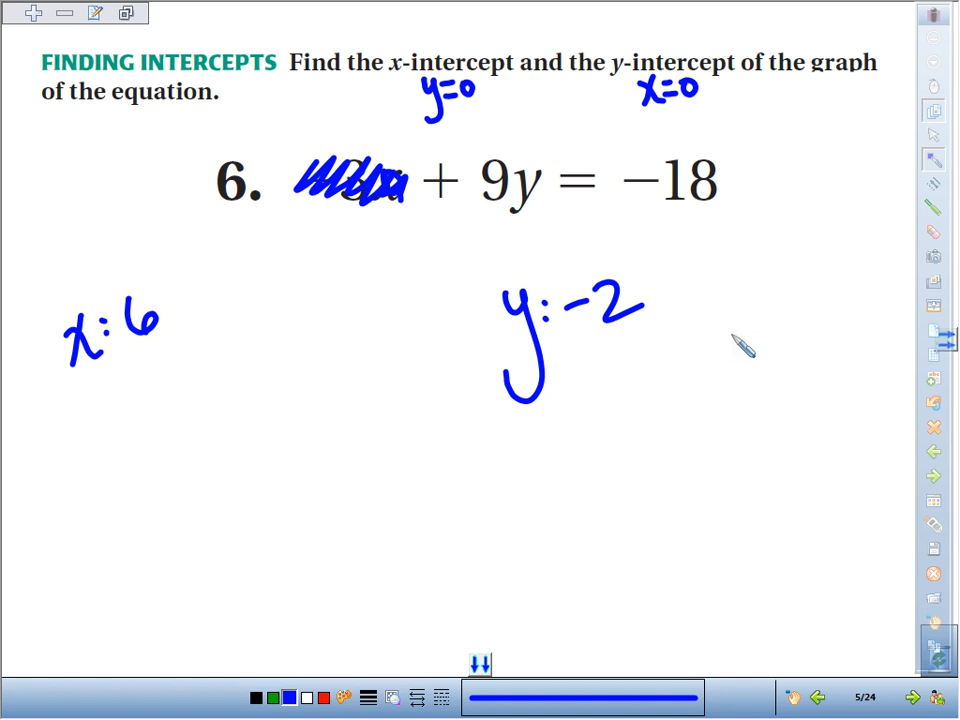 FINDING INTERCEPTS Find the x-intercept and the y-intercept of the graph
of the equation.
y=0 x=0
6. + 9y = −18
x: 6 y: -2
5/24